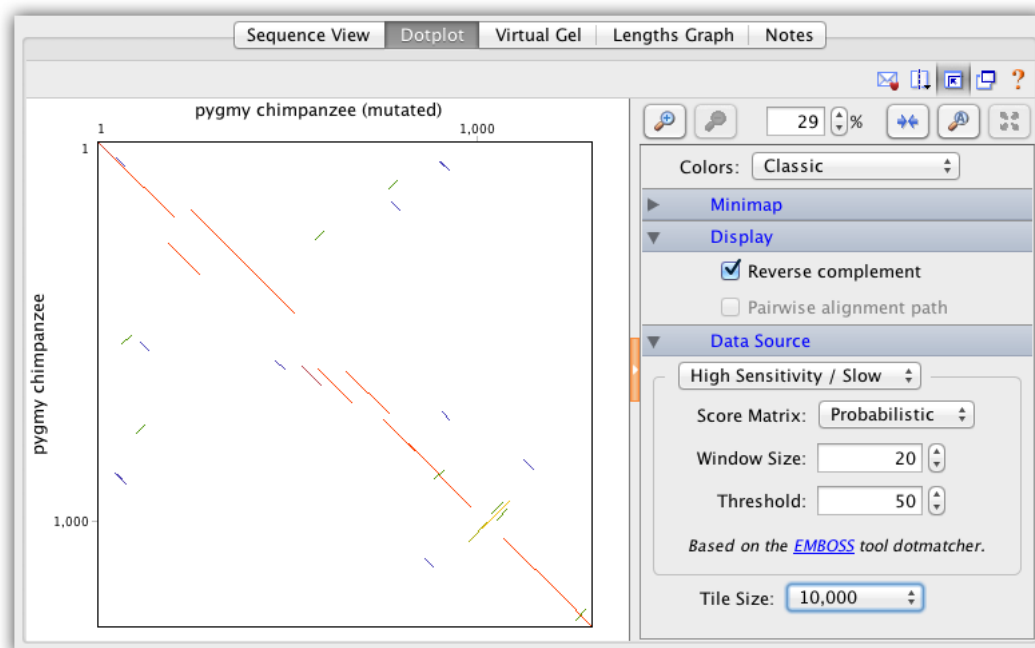 Sequence View Dotplot Virtual Gel Lengths Graph Notes
?
pygmy chimpanzee (mutated)
1 1,000
1
pygmy chimpanzee
1,000
29 %
Colors: Classic
Minimap
Display
Reverse complement
Pairwise alignment path
Data Source
High Sensitivity / Slow
Score Matrix: Probabilistic
Window Size: 20
Threshold: 50
Based on the EMBOSS tool dotmatcher.
Tile Size: 10,000